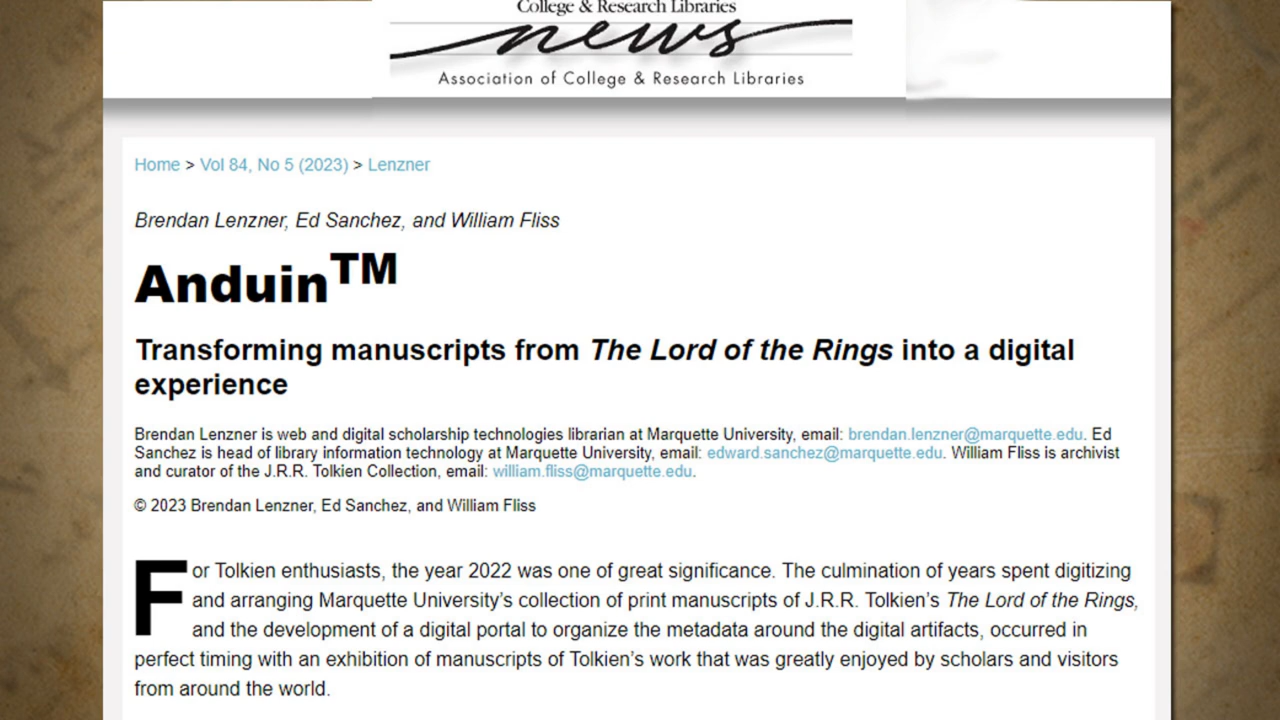 College & Research Libraries
news
Association of College & Research Libraries
Home > Vol 84, No 5 (2023) > Lenzner
Brendan Lenzner, Ed Sanchez, and William Fliss
Anduin™
Transforming manuscripts from The Lord of the Rings into a digital
experience
Brendan Lenzner is web and digital scholarship technologies librarian at Marquette University, email: brendan.lenzner@marquette.edu. Ed
Sanchez is head of library information technology at Marquette University, email: edward.sanchez@marquette.edu. William Fliss is archivist
and curator of the J.R.R. Tolkien Collection, email: william.fliss@marquette.edu.
© 2023 Brendan Lenzner, Ed Sanchez, and William Fliss
For Tolkien enthusiasts, the year 2022 was one of great significance. The culmination of years spent digitizing
and arranging Marquette University’s collection of print manuscripts of J.R.R. Tolkien’s The Lord of the Rings,
and the development of a digital portal to organize the metadata around the digital artifacts, occurred in
perfect timing with an exhibition of manuscripts of Tolkien’s work that was greatly enjoyed by scholars and visitors
from around the world.